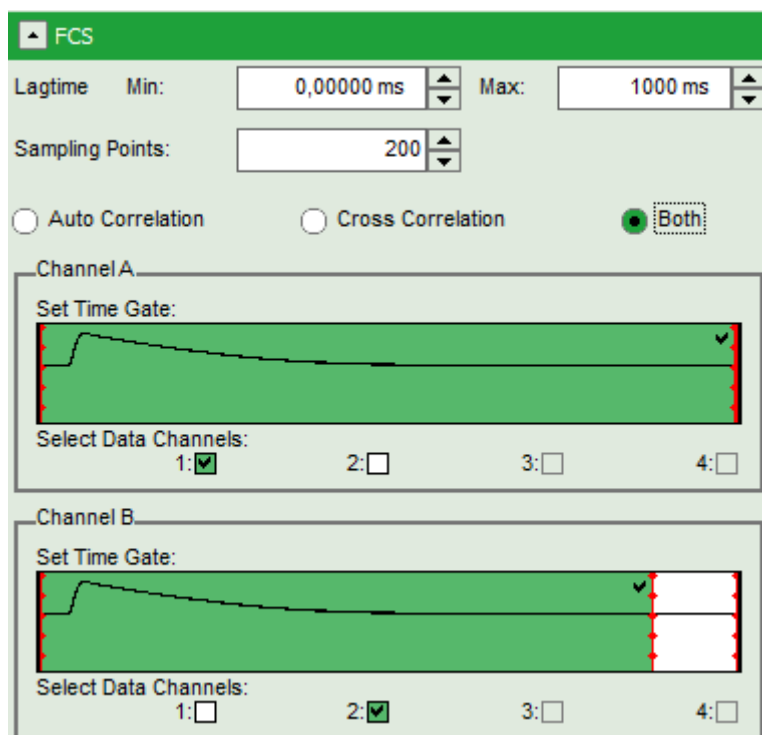 FCS
Lagtime Min: 0,00000 ms Max: 1000 ms
Sampling Points: 200
Auto Correlation Cross Correlation Both
Channel A
Set Time Gate:
Select Data Channels:
1: 2: 3: 4:
Channel B
Set Time Gate:
Select Data Channels:
1: 2: 3: 4: